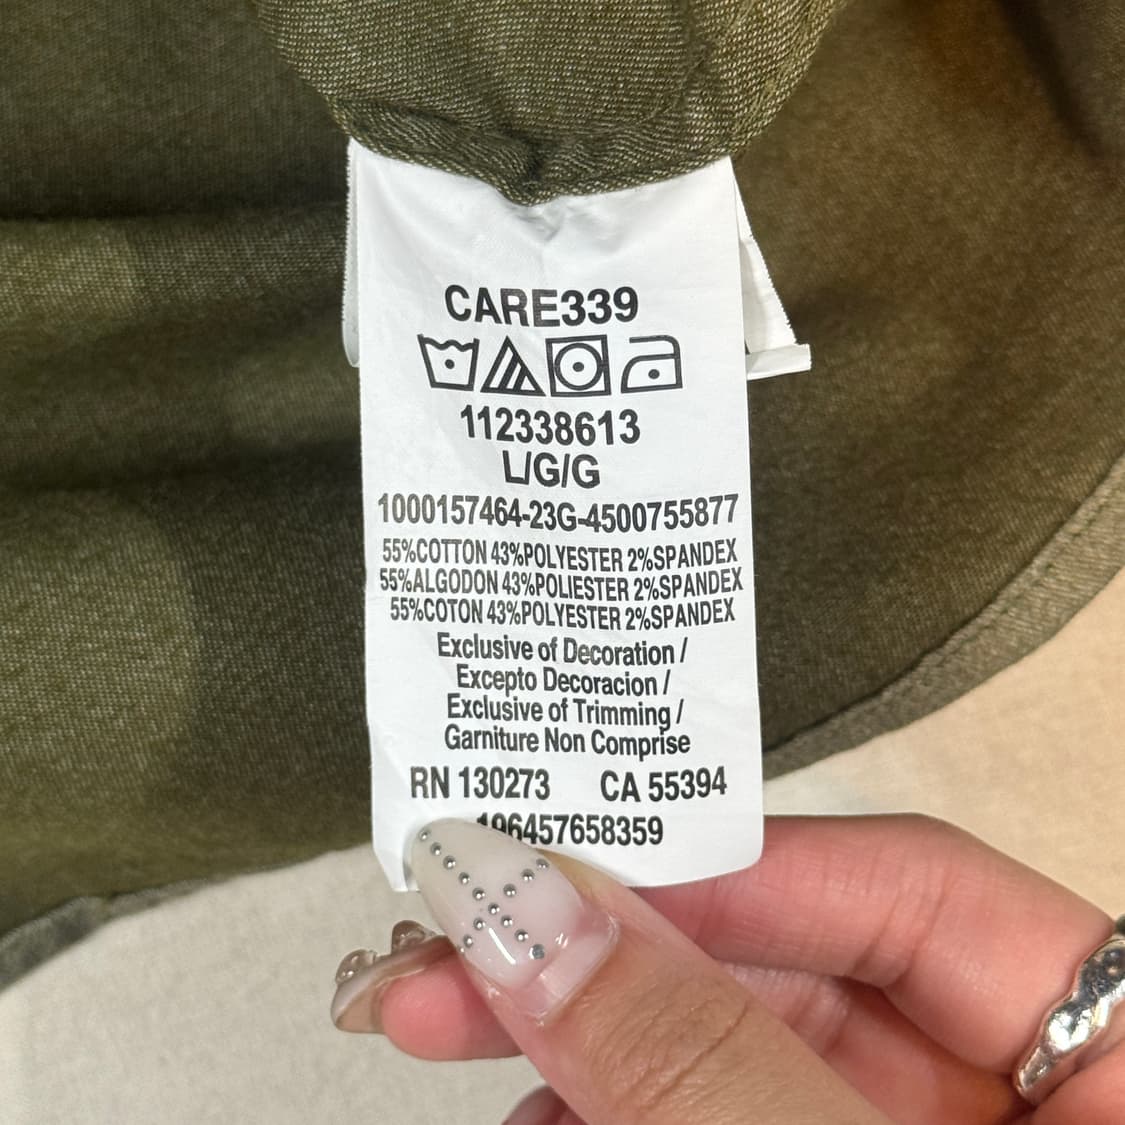 CARE339
112338613
L/G/G
1000157464-23G-4500755877
55%COTTON 43%POLYESTER 2%SPANDEX
55%ALGODON 43%POLIESTER 2%SPANDEX
55%COTON 43%POLYESTER 2%SPANDEX
Exclusive of Decoration /
Excepto Decoracion /
Exclusive of Trimming /
Garniture Non Comprise
RN 130273 CA 55394
196457658359